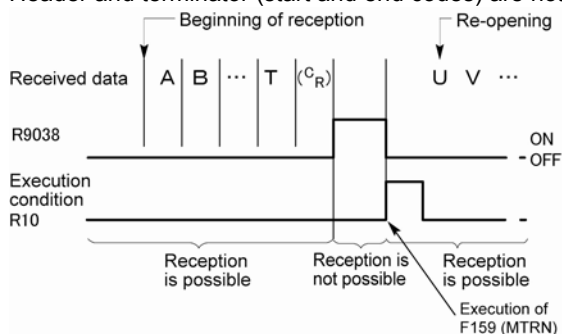 Header and terminator (start and end codes) are not
Beginning of reception
Re-opening
Received data A B ... T (CR) U V ...
R9038
ON
OFF
Execution
condition
R10
Reception
is possible
Reception is
not possible
Reception
is possible
Execution of
F159 (MTRN)